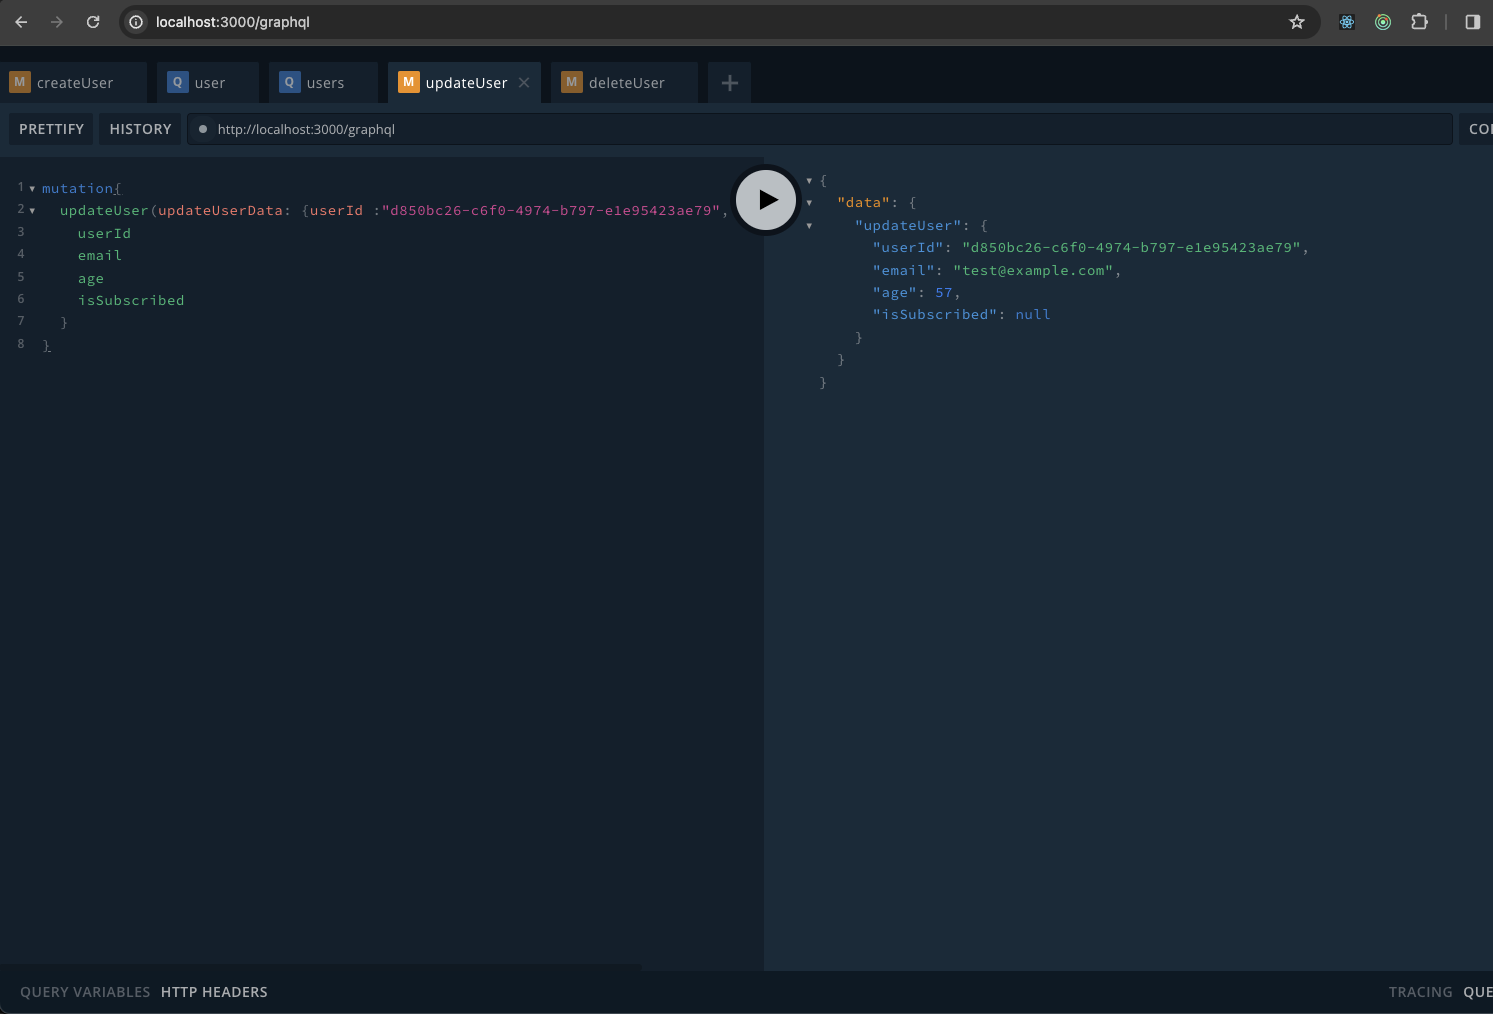 localhost:3000/graphql
M createUser Q user Q users M updateUser M deleteUser
PRETTIFY HISTORY http://localhost:3000/graphql
1 mutation{
2 updateUser(updateUserData: {userId :"d850bc26-c6f0-4974-b797-e1e95423ae79",
3 userId
4 email
5 age
6 isSubscribed
7 }
8 }
{
"data": {
"updateUser": {
"userId": "d850bc26-c6f0-4974-b797-e1e95423ae79",
"email": "test@example.com",
"age": 57,
"isSubscribed": null
}
}
}
QUERY VARIABLES HTTP HEADERS TRACING